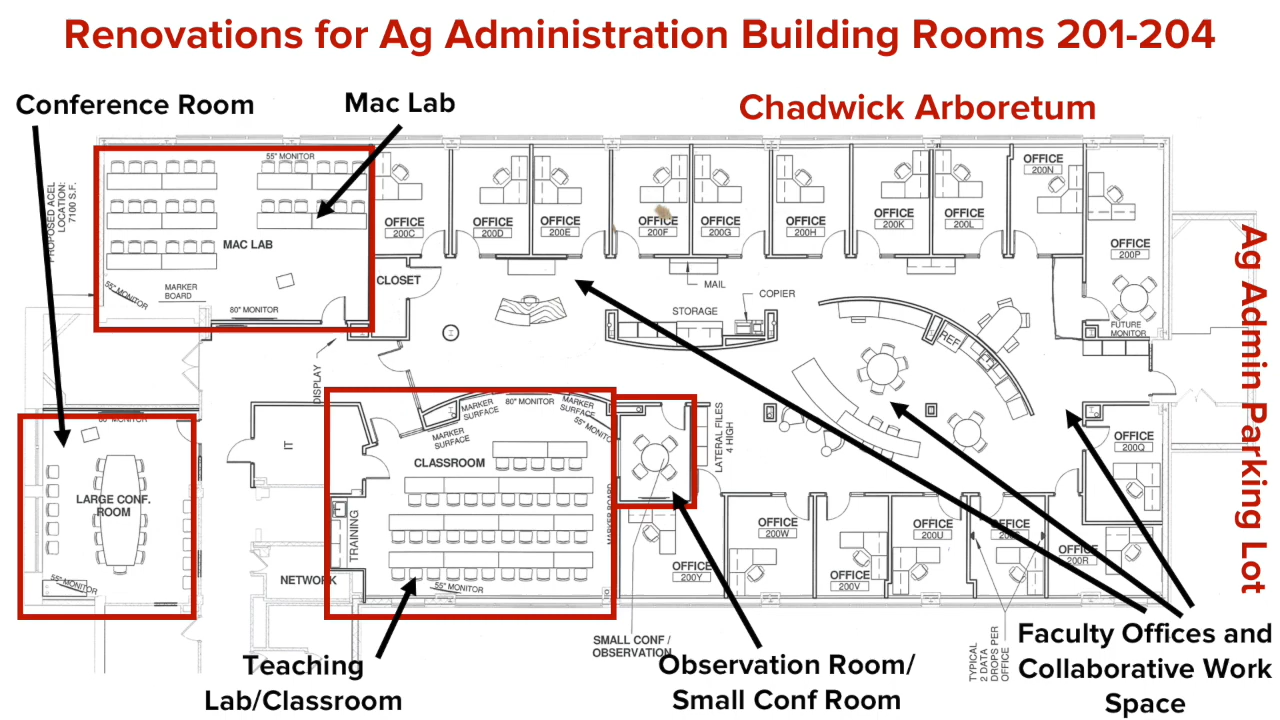 Renovations for Ag Administration Building Rooms 201-204
Conference Room
Mac Lab
Chadwick Arboretum
Ag Admin Parking Lot
PROPOSED ACEL
LOCATION:
7100 S.F.
55" MONITOR
MAC LAB
55" MONITOR
MARKER
BOARD
80" MONITOR
OFFICE
200C
OFFICE
200D
OFFICE
200E
OFFICE
200F
OFFICE
200G
OFFICE
200H
OFFICE
200K
OFFICE
200L
OFFICE
200N
OFFICE
200P
CLOSET
MAIL
COPIER
STORAGE
REF
FUTURE
MONITOR
DISPLAY
IT
80" MONITOR
LARGE CONF.
ROOM
55" MONITOR
MARKER
SURFACE
80" MONITOR
MARKER
SURFACE
55" MONITOR
MARKER
SURFACE
CLASSROOM
MARKER BOARD
TRAINING
NETWORK
55" MONITOR
LATERAL FILES
4 HIGH
OFFICE
200Q
OFFICE
200W
OFFICE
200U
OFFICE
OFFICE
200R
OFFICE
200Y
OFFICE
200V
SMALL CONF /
OBSERVATION
TYPICAL
2 DATA
DROPS PER
OFFICE
Teaching
Lab/Classroom
Observation Room/
Small Conf Room
Faculty Offices and
Collaborative Work
Space